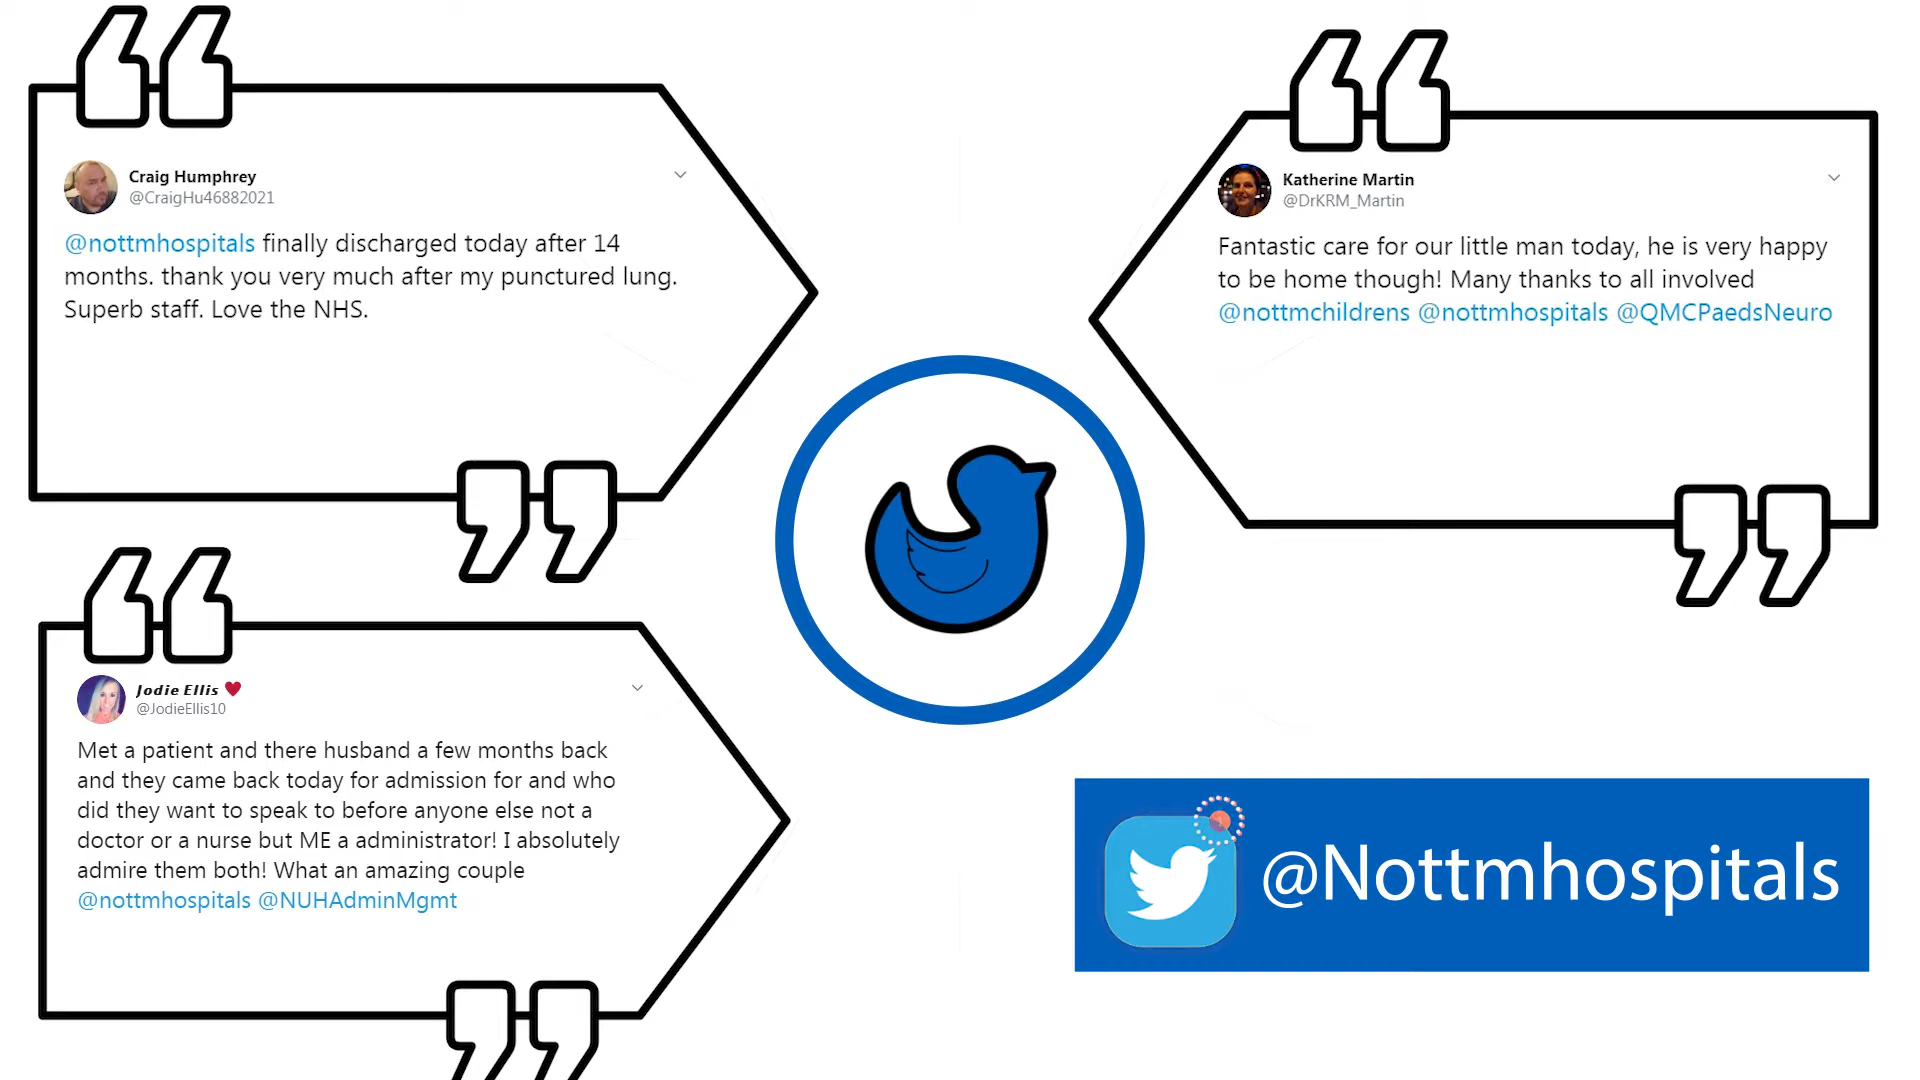 Craig Humphrey
@CraigHu46882021
@nottmhospitals finally discharged today after 14
months. thank you very much after my punctured lung.
Superb staff. Love the NHS.
Katherine Martin
@DrKRM_Martin
Fantastic care for our little man today, he is very happy
to be home though! Many thanks to all involved
@nottmchildrens @nottmhospitals @QMCPaedsNeuro
Jodie Ellis ❤
@JodieEllis10
Met a patient and there husband a few months back
and they came back today for admission for and who
did they want to speak to before anyone else not a
doctor or a nurse but ME a administrator! I absolutely
admire them both! What an amazing couple
@nottmhospitals @NUHAdminMgmt
@Nottmhospitals